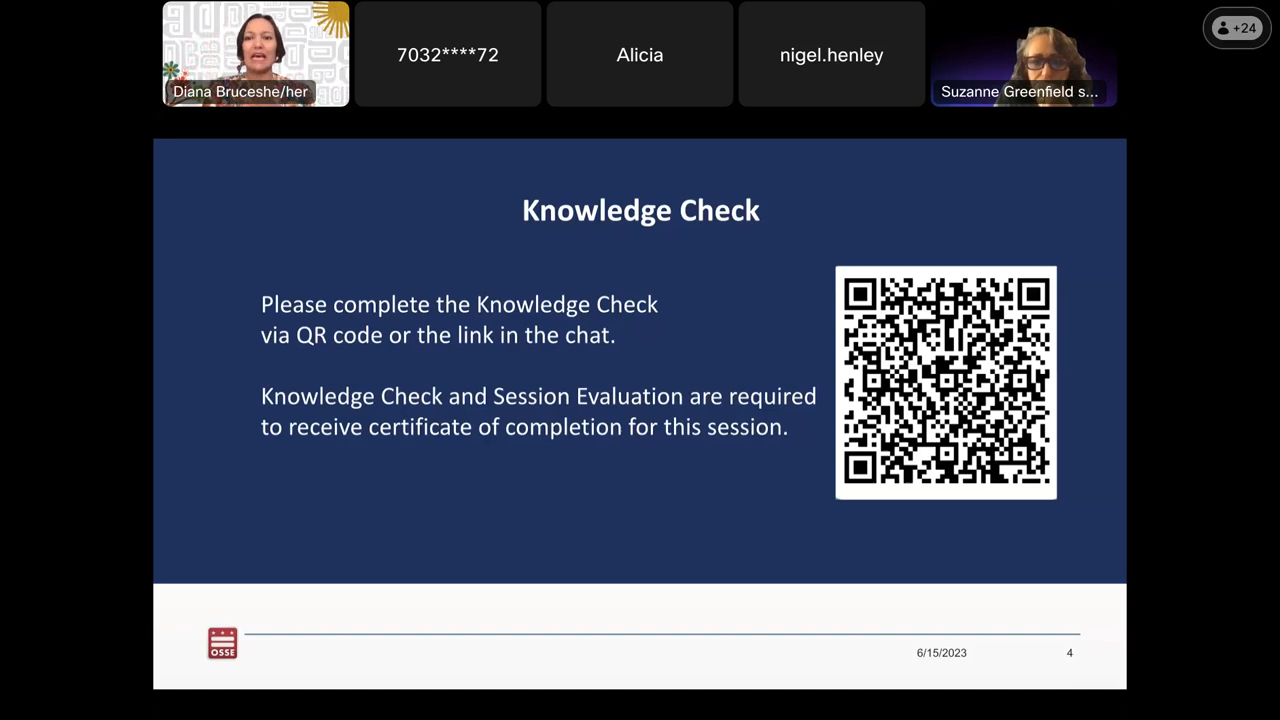 Diana Bruceshe/her
7032****72
Alicia
nigel.henley
Suzanne Greenfield s...
+24
Knowledge Check
Please complete the Knowledge Check
via QR code or the link in the chat.
Knowledge Check and Session Evaluation are required
to receive certificate of completion for this session.
OSSE
6/15/2023
4